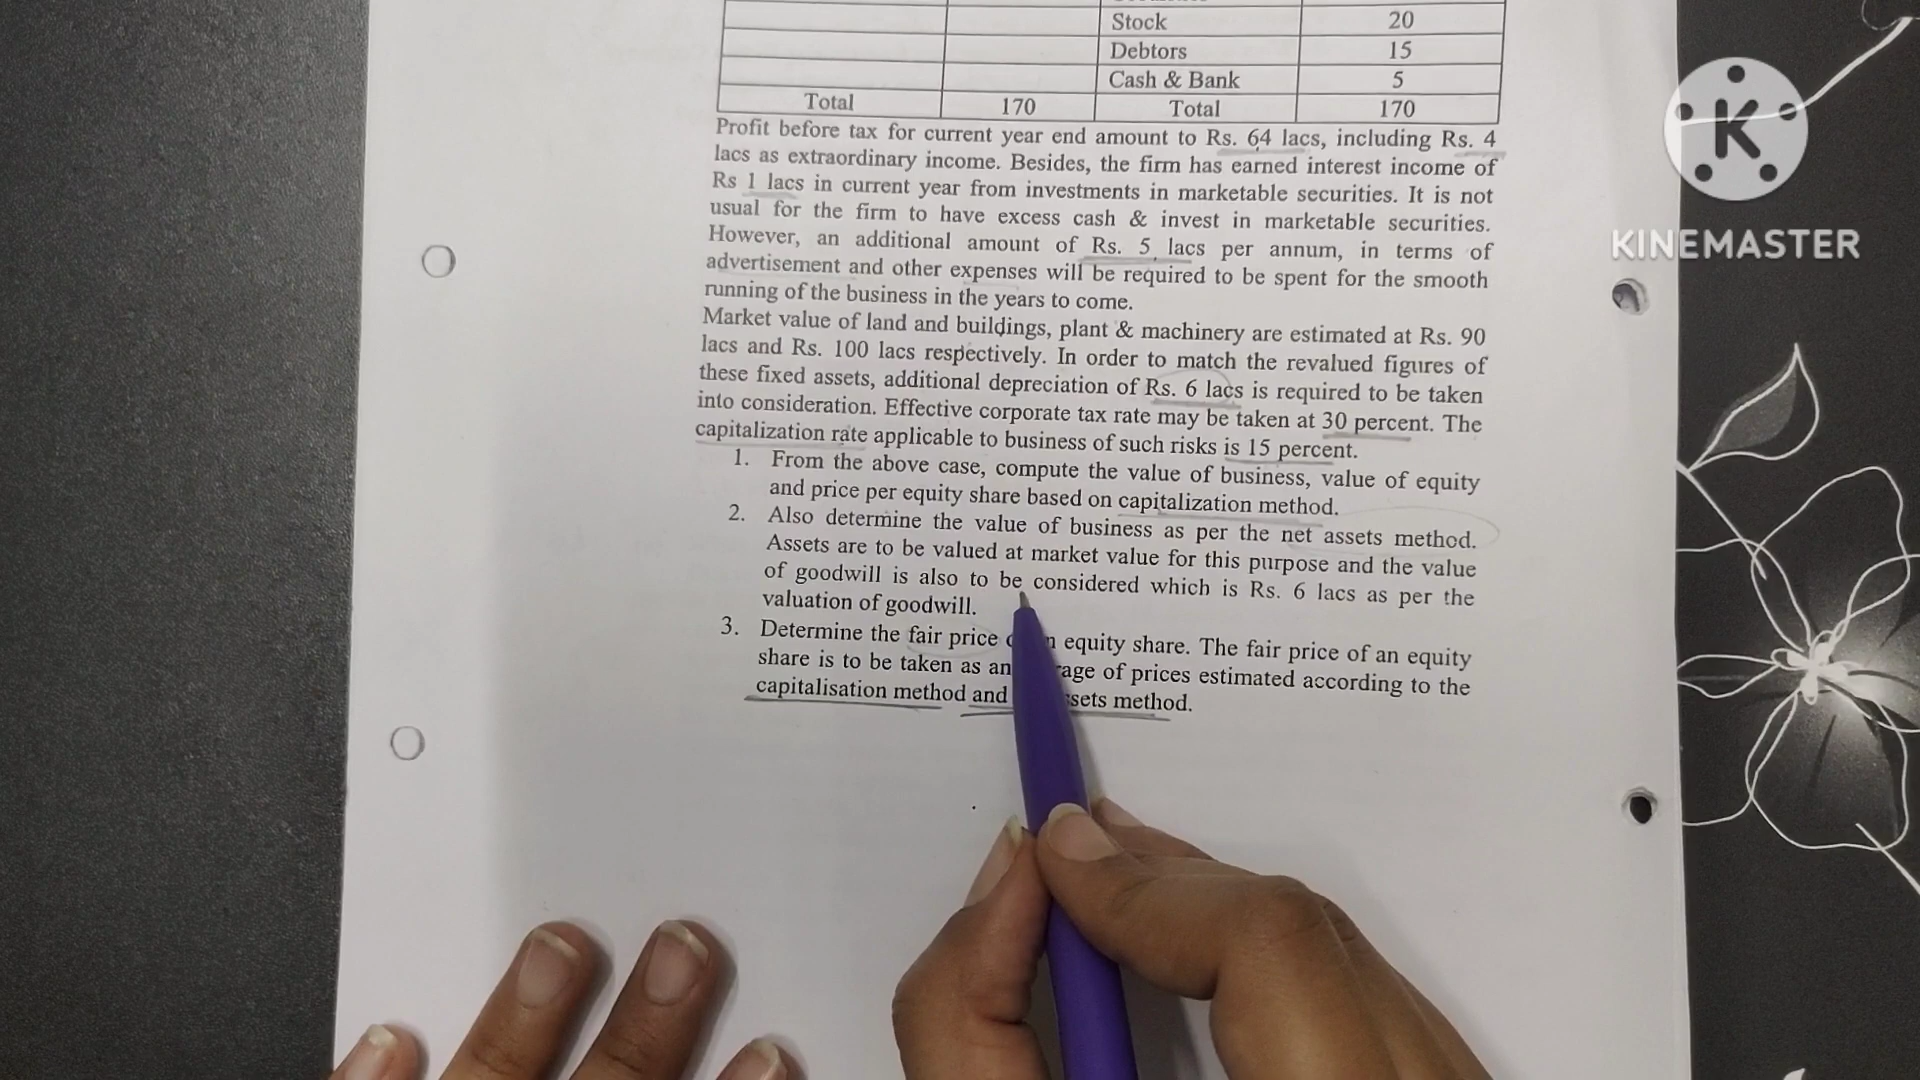 Stock 20
Debtors 15
Cash & Bank 5
Total 170 Total 170
Profit before tax for current year end amount to Rs. 64 lacs, including Rs. 4
lacs as extraordinary income. Besides, the firm has earned interest income of
Rs 1 lacs in current year from investments in marketable securities. It is not
usual for the firm to have excess cash & invest in marketable securities.
However, an additional amount of Rs. 5 lacs per annum, in terms of
advertisement and other expenses will be required to be spent for the smooth
running of the business in the years to come.
Market value of land and buildings, plant & machinery are estimated at Rs. 90
lacs and Rs. 100 lacs respectively. In order to match the revalued figures of
these fixed assets, additional depreciation of Rs. 6 lacs is required to be taken
into consideration. Effective corporate tax rate may be taken at 30 percent. The
capitalization rate applicable to business of such risks is 15 percent.
1. From the above case, compute the value of business, value of equity
and price per equity share based on capitalization method.
2. Also determine the value of business as per the net assets method.
Assets are to be valued at market value for this purpose and the value
of goodwill is also to be considered which is Rs. 6 lacs as per the
valuation of goodwill.
3. Determine the fair price equity share. The fair price of an equity
share is to be taken as an of prices estimated according to the
capitalisation method and method.
K
KINEMASTER